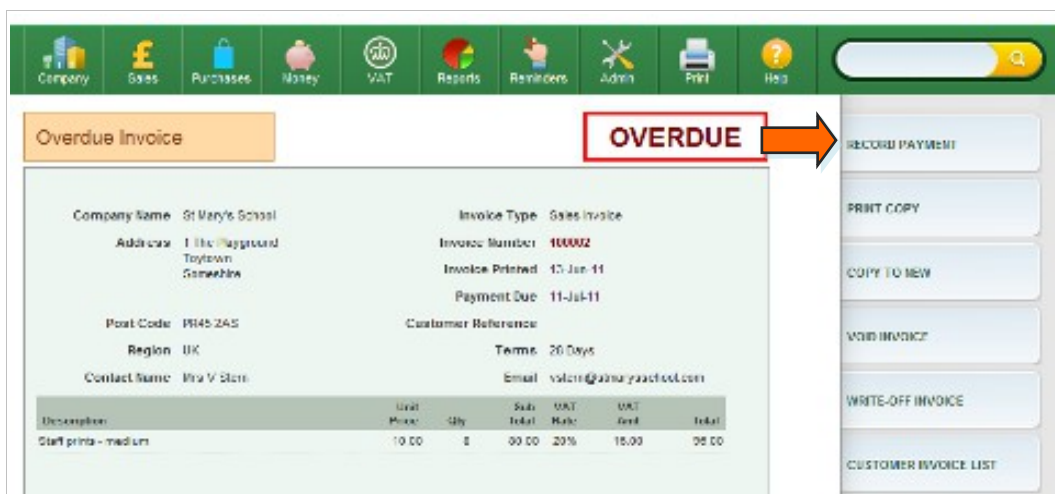 Company Sales Purchases Money VAT Reports Reminders Admin Print Help
Overdue Invoice
OVERDUE
RECORD PAYMENT
PRINT COPY
COPY TO NEW
VOID INVOICE
WRITE-OFF INVOICE
CUSTOMER INVOICE LIST
Company Name St Mary's School
Address 1 The Playground
Toytown
Someshire
Post Code PR45 2AS
Region UK
Contact Name Mrs V Stern
Invoice Type Sales Invoice
Invoice Number 100002
Invoice Printed 13-Jun-11
Payment Due 11-Jul-11
Customer Reference
Terms 28 Days
Email vstern@stmarysschool.com
Description Unit Price Qty Sub Total VAT Rate VAT Amt Total
Staff prints - medium 10.00 8 80.00 20% 16.00 96.00